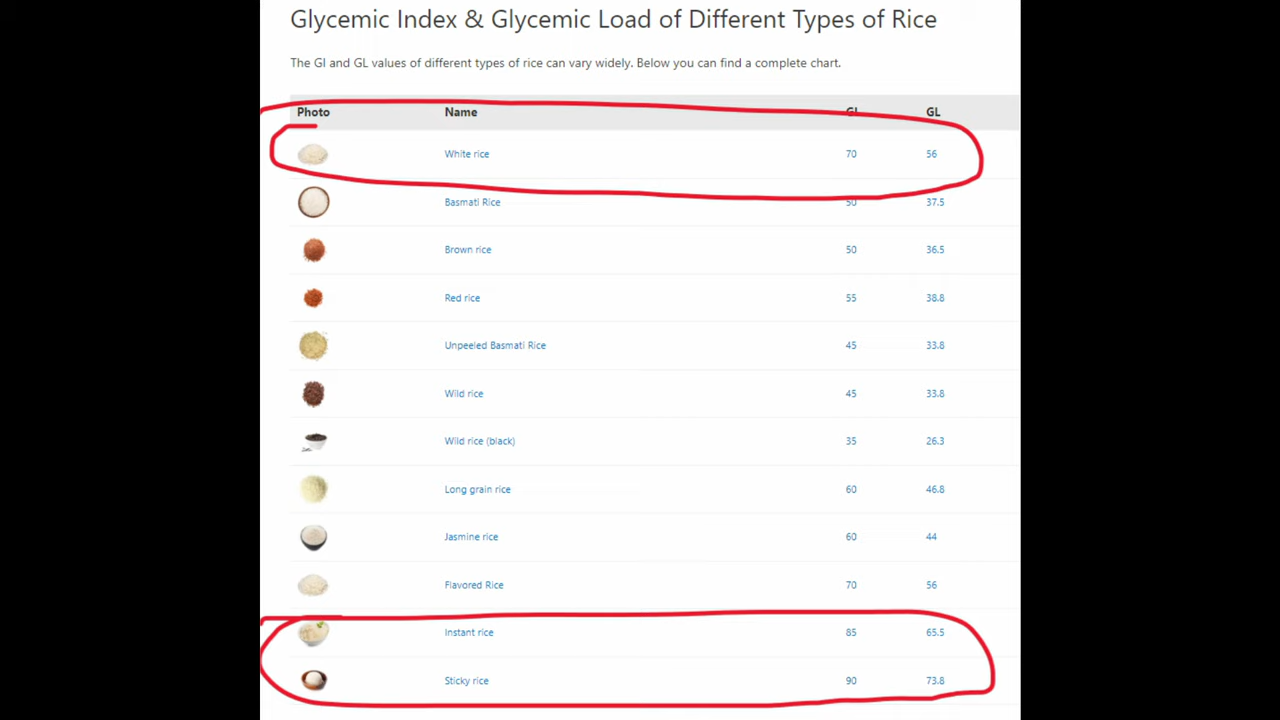 Glycemic Index & Glycemic Load of Different Types of Rice
The GI and GL values of different types of rice can vary widely. Below you can find a complete chart.
Photo Name GI GL
White rice 70 56
Basmati Rice 50 37.5
Brown rice 50 36.5
Red rice 55 38.8
Unpeeled Basmati Rice 45 33.8
Wild rice 45 33.8
Wild rice (black) 35 26.3
Long grain rice 60 46.8
Jasmine rice 60 44
Flavored Rice 70 56
Instant rice 85 65.5
Sticky rice 90 73.8